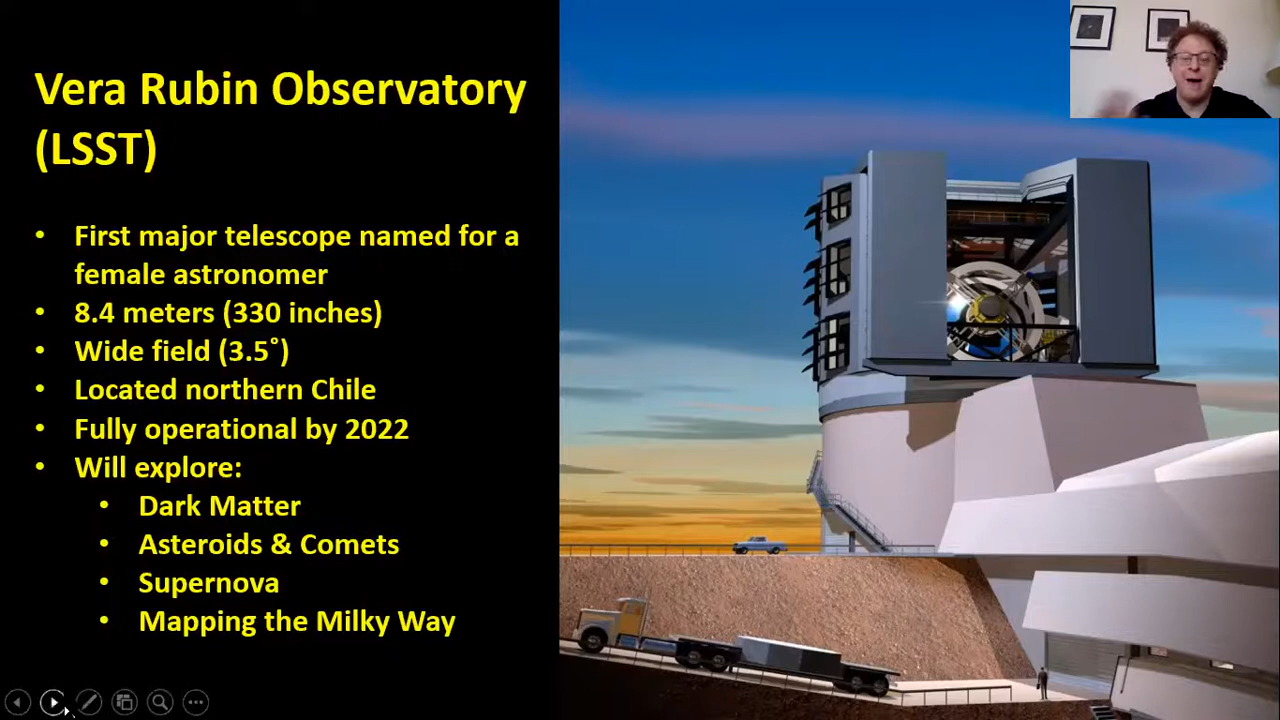 Vera Rubin Observatory
(LSST)
• First major telescope named for a
female astronomer
• 8.4 meters (330 inches)
• Wide field (3.5˚)
• Located northern Chile
• Fully operational by 2022
• Will explore:
• Dark Matter
• Asteroids & Comets
• Supernova
• Mapping the Milky Way